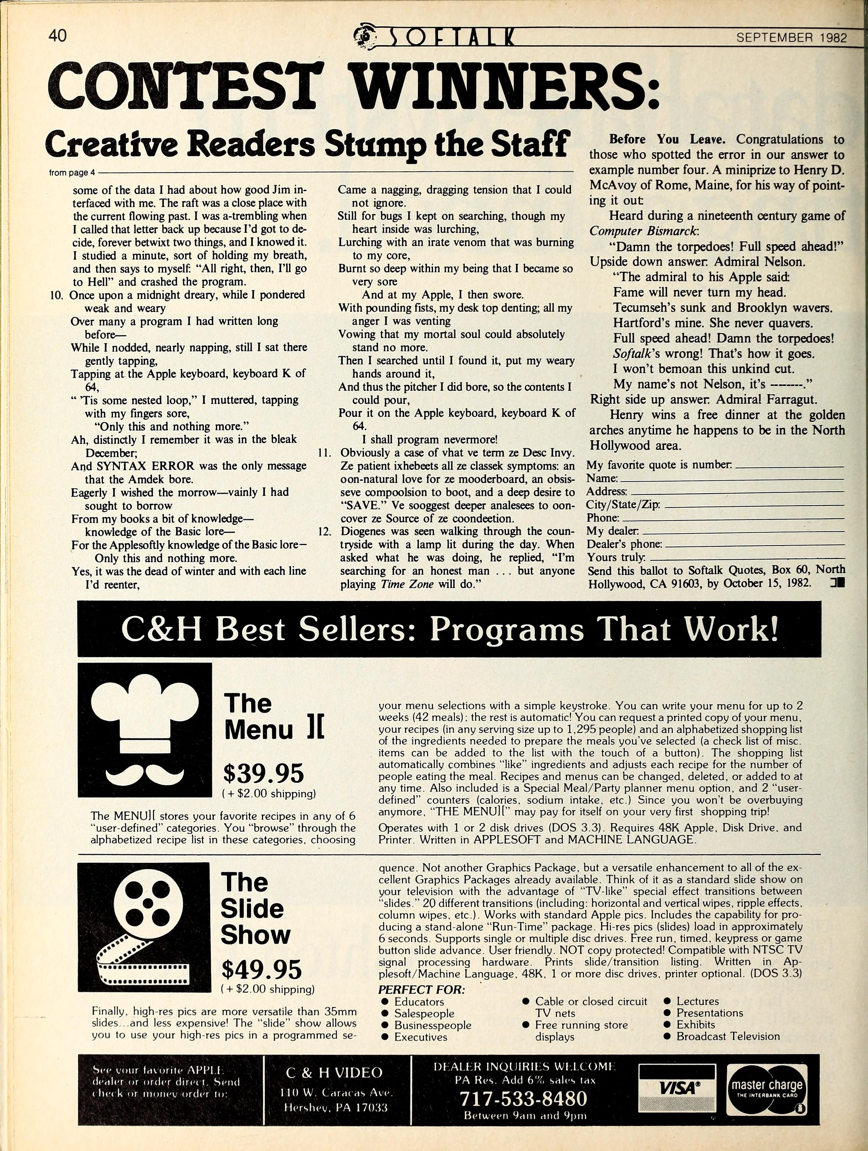 40
SOFTALK
SEPTEMBER 1982
CONTEST WINNERS:
Creative Readers Stump the Staff
from page 4
some of the data I had about how good Jim in-
terfaced with me. The raft was a close place with
the current flowing past. I was a-trembling when
I called that letter back up because I'd got to de-
cide, forever betwixt two things, and I knowed it.
I studied a minute, sort of holding my breath,
and then says to myself: "All right, then, I'll go
to Hell" and crashed the program.
10. Once upon a midnight dreary, while I pondered
weak and weary
Over many a program I had written long
before—
While I nodded, nearly napping, still I sat there
gently tapping,
Tapping at the Apple keyboard, keyboard K of
64,
" 'Tis some nested loop," I muttered, tapping
with my fingers sore,
"Only this and nothing more."
Ah, distinctly I remember it was in the bleak
December;
And SYNTAX ERROR was the only message
that the Amdek bore.
Eagerly I wished the morrow—vainly I had
sought to borrow
From my books a bit of knowledge—
knowledge of the Basic lore—
For the Applesoftly knowledge of the Basic lore—
Only this and nothing more.
Yes, it was the dead of winter and with each line
I'd reenter,
Came a nagging, dragging tension that I could
not ignore.
Still for bugs I kept on searching, though my
heart inside was lurching,
Lurching with an irate venom that was burning
to my core,
Burnt so deep within my being that I became so
very sore
And at my Apple, I then swore.
With pounding fists, my desk top denting; all my
anger I was venting
Vowing that my mortal soul could absolutely
stand no more.
Then I searched until I found it, put my weary
hands around it,
And thus the pitcher I did bore, so the contents I
could pour,
Pour it on the Apple keyboard, keyboard K of
64.
I shall program nevermore!
11. Obviously a case of vhat ve term ze Desc Invy.
Ze patient ixhebeets all ze classek symptoms: an
oon-natural love for ze mooderboard, an obsis-
seve compoolsion to boot, and a deep desire to
"SAVE." Ve sooggest deeper analesees to oon-
cover ze Source of ze coondeetion.
12. Diogenes was seen walking through the coun-
tryside with a lamp lit during the day. When
asked what he was doing, he replied, "I'm
searching for an honest man . . . but anyone
playing Time Zone will do."
Before You Leave. Congratulations to
those who spotted the error in our answer to
example number four. A miniprize to Henry D.
McAvoy of Rome, Maine, for his way of point-
ing it out:
Heard during a nineteenth century game of
Computer Bismarck:
"Damn the torpedoes! Full speed ahead!"
Upside down answer: Admiral Nelson.
"The admiral to his Apple said:
Fame will never turn my head.
Tecumseh's sunk and Brooklyn wavers.
Hartford's mine. She never quavers.
Full speed ahead! Damn the torpedoes!
Softalk's wrong! That's how it goes.
I won't bemoan this unkind cut.
My name's not Nelson, it's -------."
Right side up answer: Admiral Farragut.
Henry wins a free dinner at the golden
arches anytime he happens to be in the North
Hollywood area.
My favorite quote is number:
Name:
Address:
City/State/Zip:
Phone:
My dealer:
Dealer's phone:
Yours truly:
Send this ballot to Softalk Quotes, Box 60, North
Hollywood, CA 91603, by October 15, 1982.
C&H Best Sellers: Programs That Work!
The
Menu ][
$39.95
(+ $2.00 shipping)
The MENU][ stores your favorite recipes in any of 6
"user-defined" categories. You "browse" through the
alphabetized recipe list in these categories, choosing
your menu selections with a simple keystroke. You can write your menu for up to 2
weeks (42 meals); the rest is automatic! You can request a printed copy of your menu,
your recipes (in any serving size up to 1,295 people) and an alphabetized shopping list
of the ingredients needed to prepare the meals you've selected (a check list of misc.
items can be added to the list with the touch of a button). The shopping list
automatically combines "like" ingredients and adjusts each recipe for the number of
people eating the meal. Recipes and menus can be changed, deleted, or added to at
any time. Also included is a Special Meal/Party planner menu option, and 2 "user-
defined" counters (calories, sodium intake, etc.) Since you won't be overbuying
anymore, "THE MENU][" may pay for itself on your very first shopping trip!
Operates with 1 or 2 disk drives (DOS 3.3). Requires 48K Apple, Disk Drive, and
Printer. Written in APPLESOFT and MACHINE LANGUAGE.
The
Slide
Show
$49.95
(+ $2.00 shipping)
Finally, high-res pics are more versatile than 35mm
slides...and less expensive! The "slide" show allows
you to use your high-res pics in a programmed se-
quence. Not another Graphics Package, but a versatile enhancement to all of the ex-
cellent Graphics Packages already available. Think of it as a standard slide show on
your television with the advantage of "TV-like" special effect transitions between
"slides." 20 different transitions (including: horizontal and vertical wipes, ripple effects,
column wipes, etc.). Works with standard Apple pics. Includes the capability for pro-
ducing a stand-alone "Run-Time" package. Hi-res pics (slides) load in approximately
6 seconds. Supports single or multiple disc drives. Free run, timed, keypress or game
button slide advance. User friendly. NOT copy protected! Compatible with NTSC TV
signal processing hardware. Prints slide/transition listing. Written in Ap-
plesoft/Machine Language, 48K, 1 or more disc drives, printer optional. (DOS 3.3)
PERFECT FOR:
● Educators
● Salespeople
● Businesspeople
● Executives
● Cable or closed circuit
TV nets
● Free running store
displays
● Lectures
● Presentations
● Exhibits
● Broadcast Television
See your favorite APPLE
dealer or order direct. Send
check or money order to:
C & H VIDEO
110 W. Caracas Ave.
Hershey, PA 17033
DEALER INQUIRIES WELCOME
PA Res. Add 6% sales tax
717-533-8480
Between 9am and 9pm
VISA®
master charge
THE INTERBANK CARD